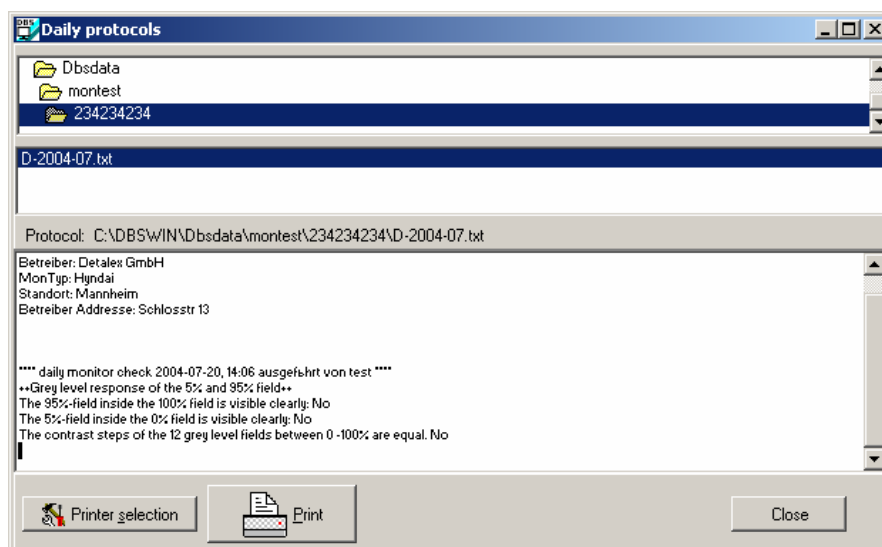 DBS
Daily protocols
Dbsdata
montest
234234234
D-2004-07.txt
Protocol: C:\DBSWIN\Dbsdata\montest\234234234\D-2004-07.txt
Betreiber: Detalex GmbH
MonTyp: Hyndai
Standort: Mannheim
Betreiber Addresse: Schlosstr 13
**** daily monitor check 2004-07-20, 14:06 ausgefьhrt von test ****
++Grey level response of the 5% and 95% field++
The 95%-field inside the 100% field is visible clearly: No
The 5%-field inside the 0% field is visible clearly: No
The contrast steps of the 12 grey level fields between 0 -100% are equal. No
Printer selection
Print
Close